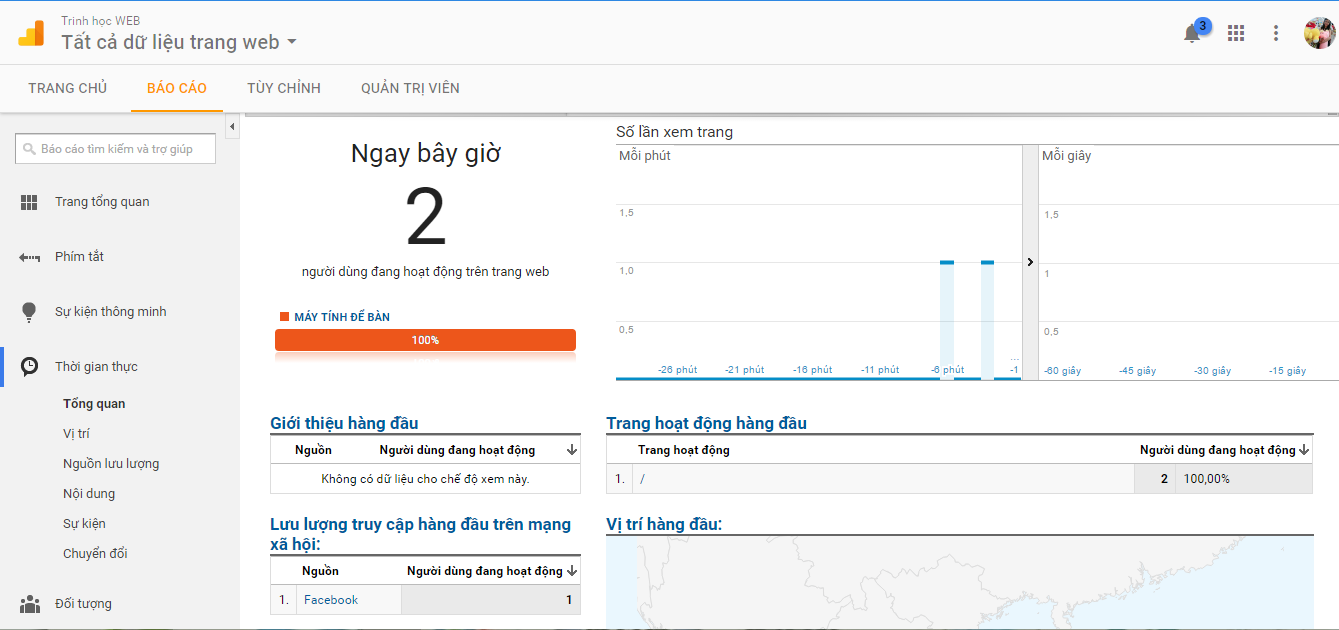 Trinh học WEB
Tất cả dữ liệu trang web
3
TRANG CHỦ
BÁO CÁO
TÙY CHỈNH
QUẢN TRỊ VIÊN
Báo cáo tìm kiếm và trợ giúp
Trang tổng quan
Phím tắt
Sự kiện thông minh
Thời gian thực
Tổng quan
Vị trí
Nguồn lưu lượng
Nội dung
Sự kiện
Chuyển đổi
Đối tượng
Ngay bây giờ
2
người dùng đang hoạt động trên trang web
MÁY TÍNH ĐỂ BÀN
100%
Số lần xem trang
Mỗi phút
1,5
1,0
0,5
-26 phút
-21 phút
-16 phút
-11 phút
-6 phút
...
-1
Mỗi giây
1,5
1
0,5
-60 giây
-45 giây
-30 giây
-15 giây
Giới thiệu hàng đầu
Nguồn Người dùng đang hoạt động
Không có dữ liệu cho chế độ xem này.
Trang hoạt động hàng đầu
Trang hoạt động Người dùng đang hoạt động
1. / 2 100,00%
Lưu lượng truy cập hàng đầu trên mạng
xã hội:
Nguồn Người dùng đang hoạt động
1. Facebook 1
Vị trí hàng đầu: